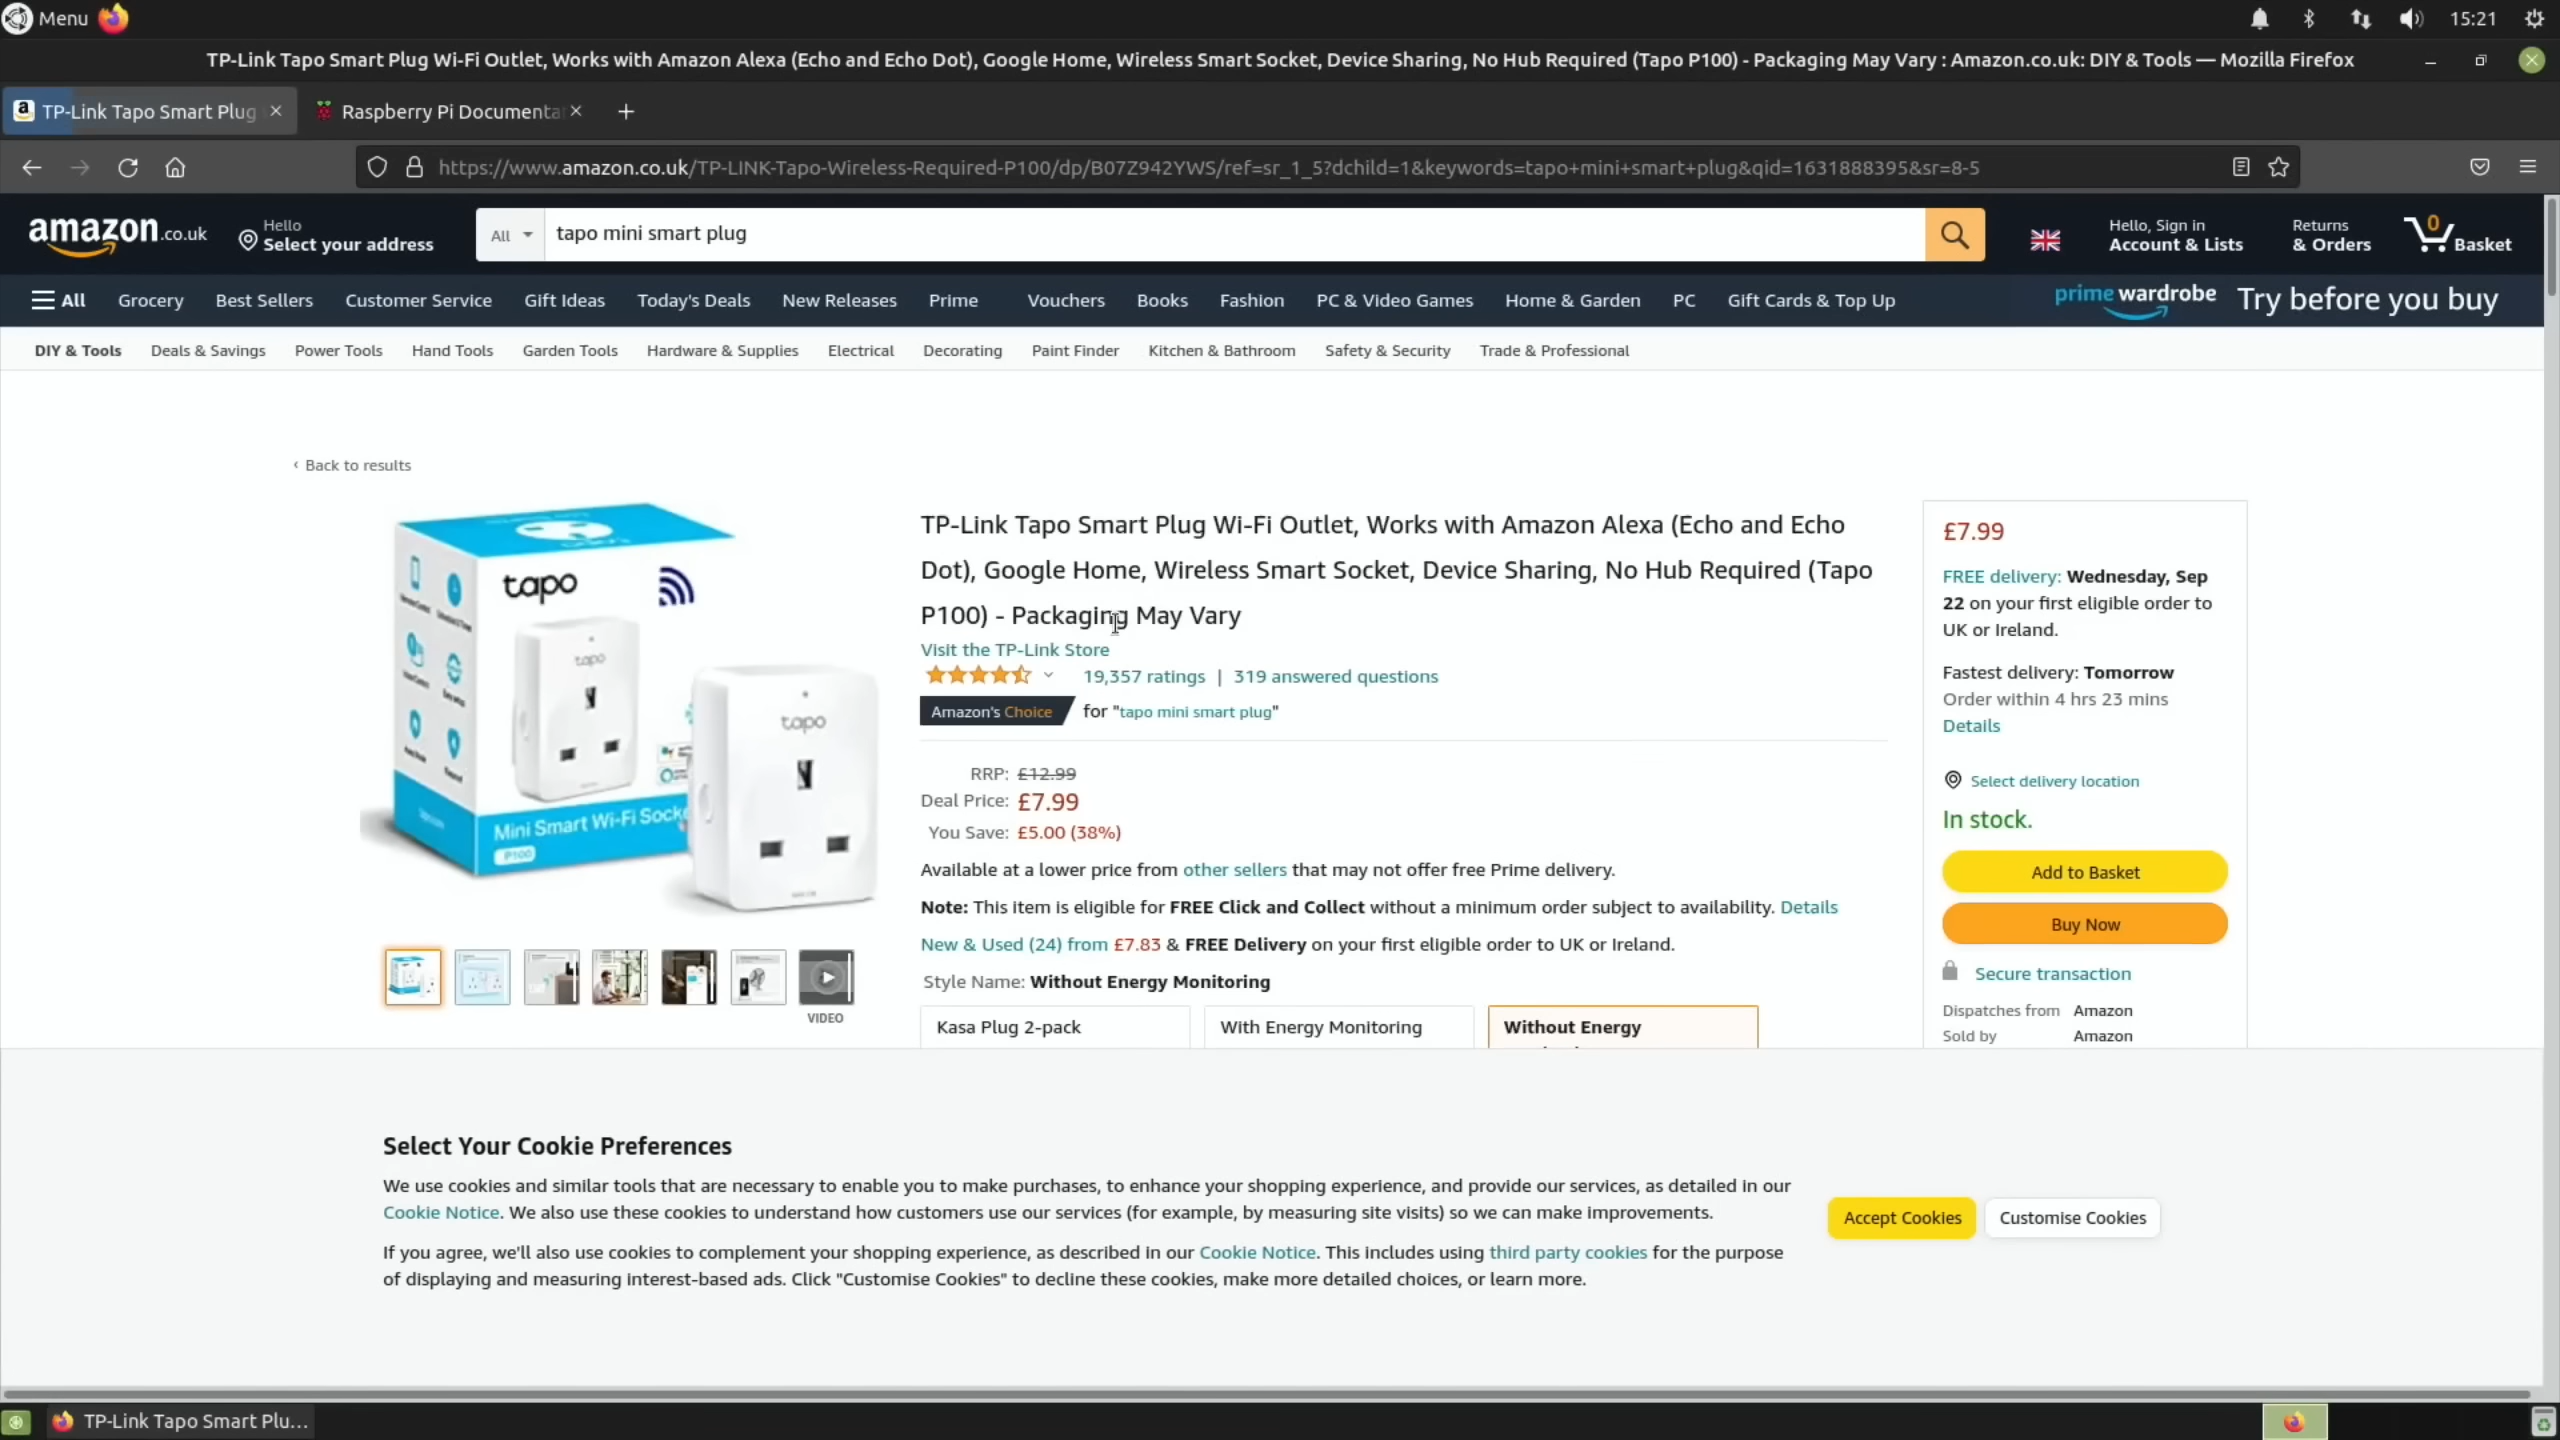 Menu
15:21
TP-Link Tapo Smart Plug Wi-Fi Outlet, Works with Amazon Alexa (Echo and Echo Dot), Google Home, Wireless Smart Socket, Device Sharing, No Hub Required (Tapo P100) - Packaging May Vary : Amazon.co.uk: DIY & Tools — Mozilla Firefox
TP-Link Tapo Smart Plug
Raspberry Pi Documenta
https://www.amazon.co.uk/TP-LINK-Tapo-Wireless-Required-P100/dp/B07Z942YWS/ref=sr_1_5?dchild=1&keywords=tapo+mini+smart+plug&qid=1631888395&sr=8-5
amazon.co.uk
Hello
Select your address
All
tapo mini smart plug
Hello, Sign in
Account & Lists
Returns
& Orders
0
Basket
All Grocery Best Sellers Customer Service Gift Ideas Today's Deals New Releases Prime Vouchers Books Fashion PC & Video Games Home & Garden PC Gift Cards & Top Up
prime wardrobe Try before you buy
DIY & Tools Deals & Savings Power Tools Hand Tools Garden Tools Hardware & Supplies Electrical Decorating Paint Finder Kitchen & Bathroom Safety & Security Trade & Professional
‹ Back to results
tapo
tapo
tapo
Mini Smart Wi-Fi Socke
P100
VIDEO
TP-Link Tapo Smart Plug Wi-Fi Outlet, Works with Amazon Alexa (Echo and Echo
Dot), Google Home, Wireless Smart Socket, Device Sharing, No Hub Required (Tapo
P100) - Packaging May Vary
Visit the TP-Link Store
19,357 ratings | 319 answered questions
Amazon's Choice for "tapo mini smart plug"
RRP: £12.99
Deal Price: £7.99
You Save: £5.00 (38%)
Available at a lower price from other sellers that may not offer free Prime delivery.
Note: This item is eligible for FREE Click and Collect without a minimum order subject to availability. Details
New & Used (24) from £7.83 & FREE Delivery on your first eligible order to UK or Ireland.
Style Name: Without Energy Monitoring
Kasa Plug 2-pack
With Energy Monitoring
Without Energy
£7.99
FREE delivery: Wednesday, Sep
22 on your first eligible order to
UK or Ireland.
Fastest delivery: Tomorrow
Order within 4 hrs 23 mins
Details
Select delivery location
In stock.
Add to Basket
Buy Now
Secure transaction
Dispatches from Amazon
Sold by Amazon
Select Your Cookie Preferences
We use cookies and similar tools that are necessary to enable you to make purchases, to enhance your shopping experience, and provide our services, as detailed in our
Cookie Notice. We also use these cookies to understand how customers use our services (for example, by measuring site visits) so we can make improvements.
If you agree, we'll also use cookies to complement your shopping experience, as described in our Cookie Notice. This includes using third party cookies for the purpose
of displaying and measuring interest-based ads. Click "Customise Cookies" to decline these cookies, make more detailed choices, or learn more.
Accept Cookies
Customise Cookies
TP-Link Tapo Smart Plu...